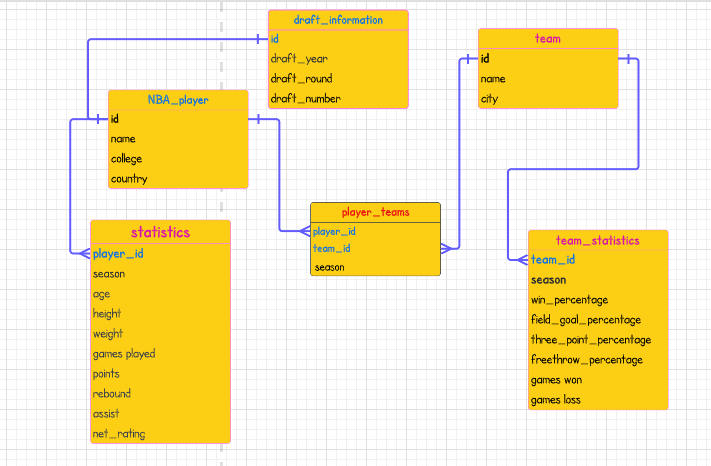 draft_information
id
draft_year
draft_round
draft_number
team
id
name
city
NBA_player
id
name
college
country
player_teams
player_id
team_id
season
statistics
player_id
season
age
height
weight
games played
points
rebound
assist
net_rating
team_statistics
team_id
season
win_percentage
field_goal_percentage
three_point_percentage
freethrow_percentage
games won
games loss